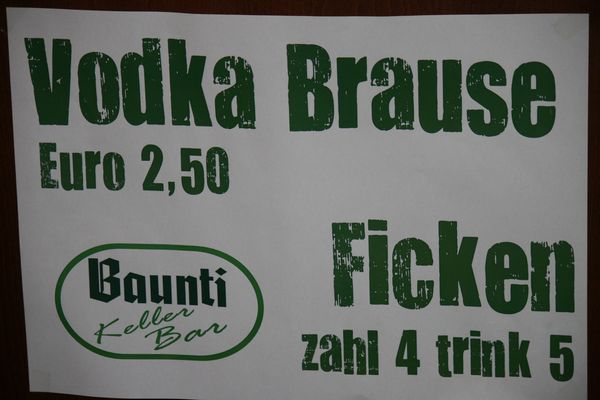 Vodka Brause
Euro 2,50
Ficken
zahl 4 trink 5
Baunti
Keller
Bar